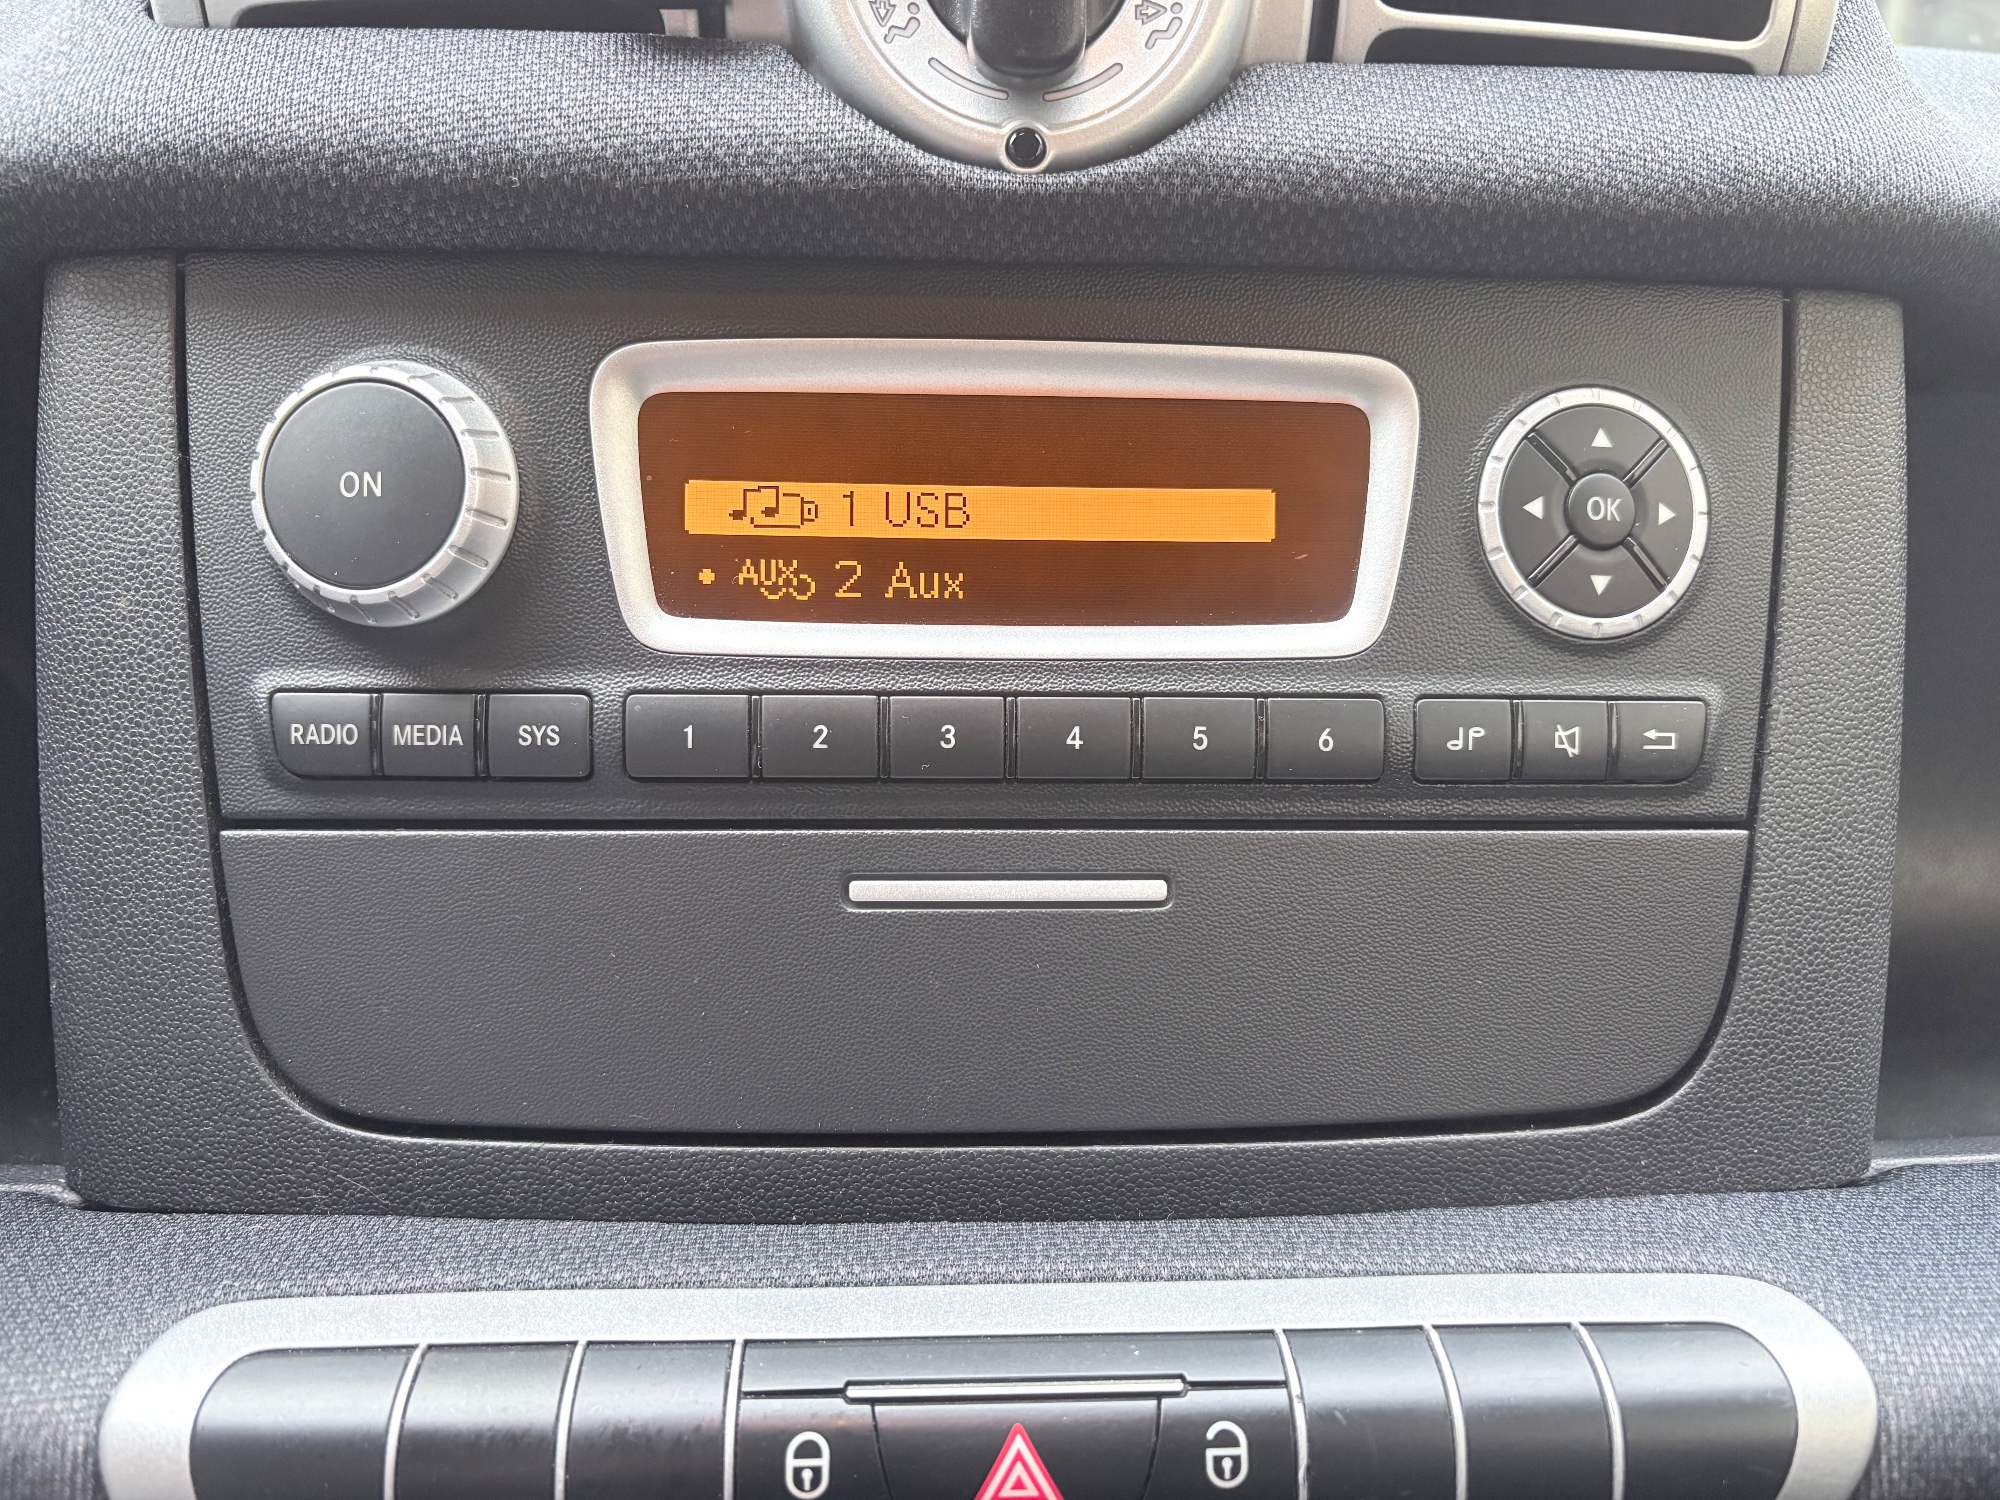 ON
1 USB
AUX 2 Aux
OK
RADIO MEDIA SYS 1 2 3 4 5 6